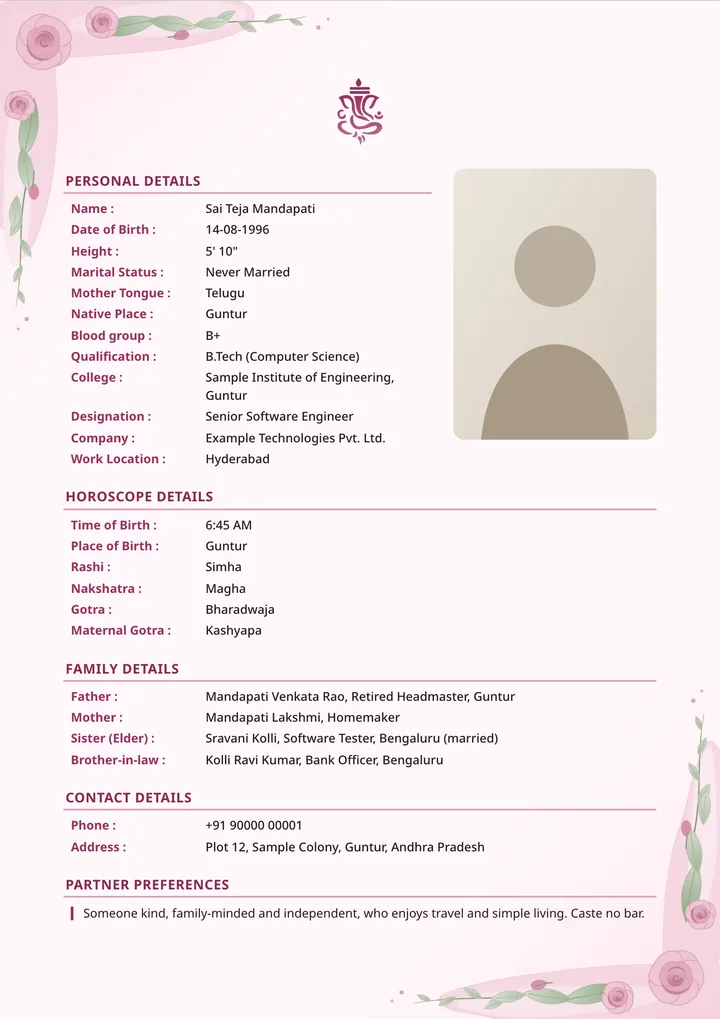 PERSONAL DETAILS
Name : Sai Teja Mandapati
Date of Birth : 14-08-1996
Height : 5' 10"
Marital Status : Never Married
Mother Tongue : Telugu
Native Place : Guntur
Blood group : B+
Qualification : B.Tech (Computer Science)
College : Sample Institute of Engineering,
Guntur
Designation : Senior Software Engineer
Company : Example Technologies Pvt. Ltd.
Work Location : Hyderabad
HOROSCOPE DETAILS
Time of Birth : 6:45 AM
Place of Birth : Guntur
Rashi : Simha
Nakshatra : Magha
Gotra : Bharadwaja
Maternal Gotra : Kashyapa
FAMILY DETAILS
Father : Mandapati Venkata Rao, Retired Headmaster, Guntur
Mother : Mandapati Lakshmi, Homemaker
Sister (Elder) : Sravani Kolli, Software Tester, Bengaluru (married)
Brother-in-law : Kolli Ravi Kumar, Bank Officer, Bengaluru
CONTACT DETAILS
Phone : +91 90000 00001
Address : Plot 12, Sample Colony, Guntur, Andhra Pradesh
PARTNER PREFERENCES
Someone kind, family-minded and independent, who enjoys travel and simple living. Caste no bar.